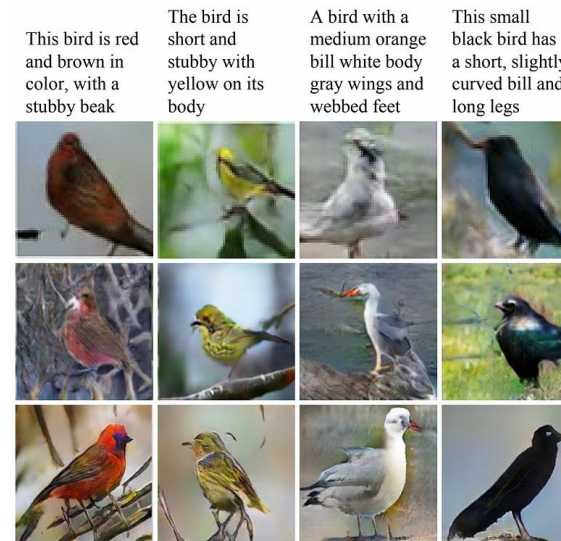 This bird is red
and brown in
color, with a
stubby beak
The bird is
short and
stubby with
yellow on its
body
A bird with a
medium orange
bill white body
gray wings and
webbed feet
This small
black bird has
a short, slightly
curved bill and
long legs